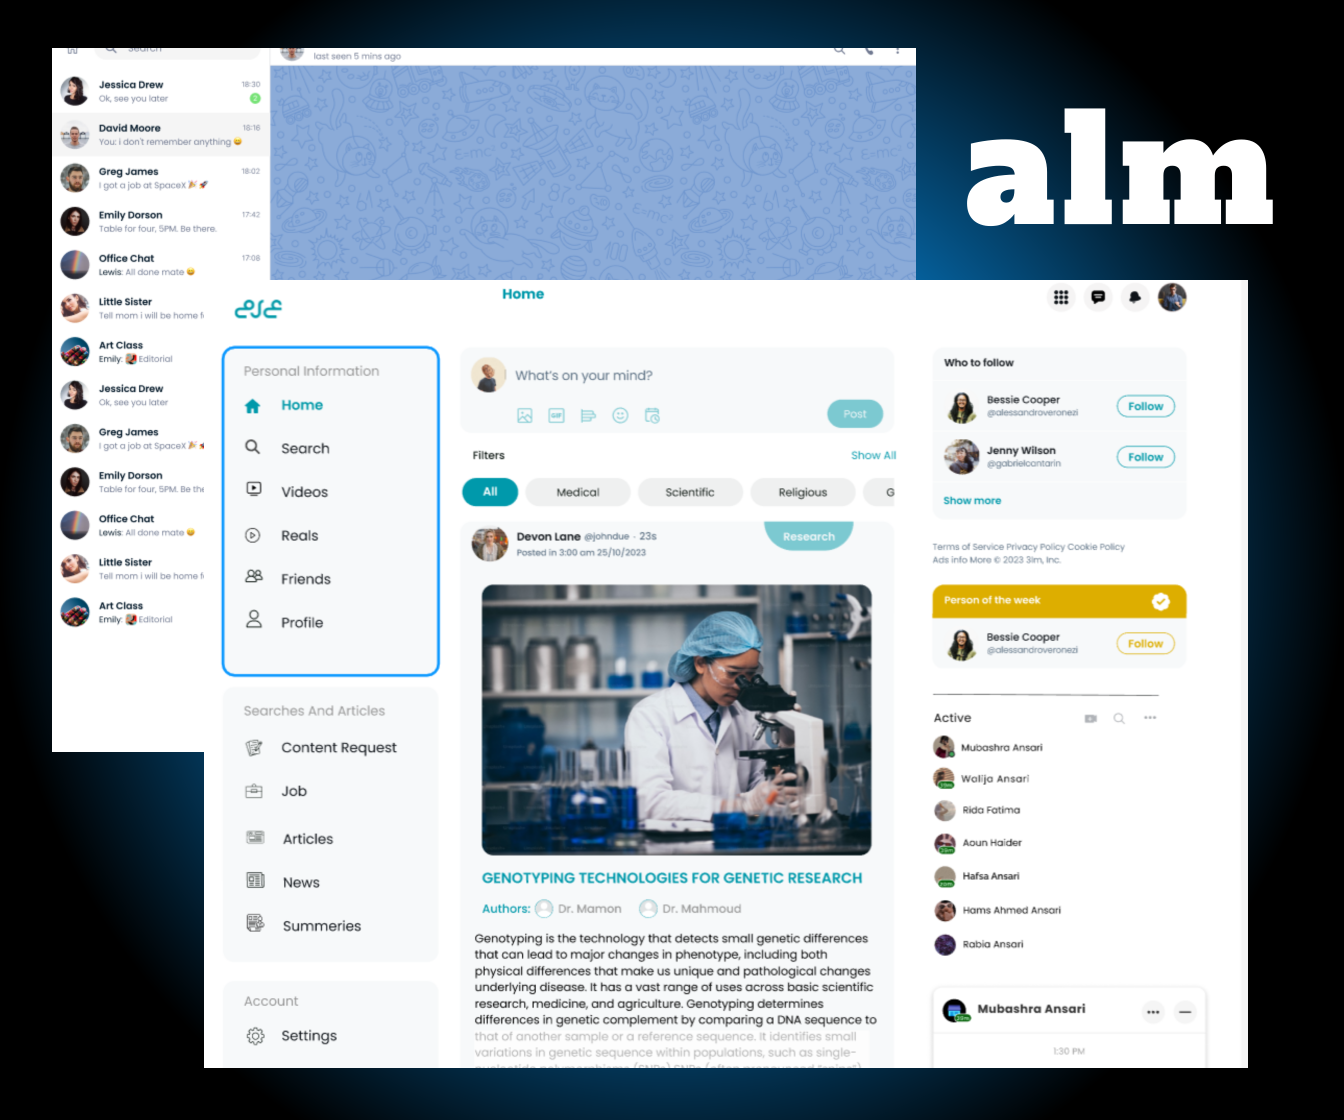 Search
last seen 5 mins ago
Jessica Drew 18:30
Ok, see you later 2
David Moore 18:16
You: i don't remember anything 😄
Greg James 18:02
I got a job at SpaceX 🎉 🚀
Emily Dorson 17:42
Table for four, 5PM. Be there.
Office Chat 17:08
Lewis: All done mate 😄
Little Sister
Tell mom i will be home f
Art Class
Emily: Editorial
Jessica Drew
Ok, see you later
Greg James
I got a job at SpaceX 🎉
Emily Dorson
Table for four, 5PM. Be the
Office Chat
Lewis: All done mate 😄
Little Sister
Tell mom i will be home f
Art Class
Emily: Editorial
alm
Home
Personal Information
Home
Search
Videos
Reals
Friends
Profile
Searches And Articles
Content Request
Job
Articles
News
Summeries
Account
Settings
What's on your mind?
GIF
Post
Filters Show All
All Medical Scientific Religious G
Devon Lane @johndue · 23s
Posted in 3:00 am 25/10/2023
Research
GENOTYPING TECHNOLOGIES FOR GENETIC RESEARCH
Authors: Dr. Mamon Dr. Mahmoud
Genotyping is the technology that detects small genetic differences
that can lead to major changes in phenotype, including both
physical differences that make us unique and pathological changes
underlying disease. It has a vast range of uses across basic scientific
research, medicine, and agriculture. Genotyping determines
differences in genetic complement by comparing a DNA sequence to
that of another sample or a reference sequence. It identifies small
variations in genetic sequence within populations, such as single-
Who to follow
Bessie Cooper
@alessandroveronezi
Follow
Jenny Wilson
@gabrielcantarin
Follow
Show more
Terms of Service Privacy Policy Cookie Policy
Ads info More © 2023 3lm, Inc.
Person of the week
Bessie Cooper
@alessandroveronezi
Follow
Active
Mubashra Ansari
Walija Ansari
Rida Fatima
Aoun Haider
Hafsa Ansari
Hams Ahmed Ansari
Rabia Ansari
Mubashra Ansari
1:30 PM